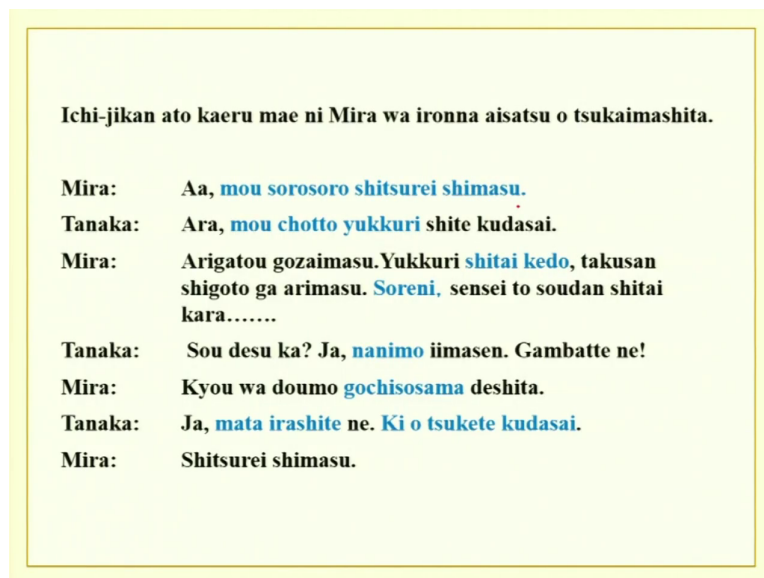 Ichi-jikan ato kaeru mae ni Mira wa ironna aisatsu o tsukaimashita.
Mira: Aa, mou sorosoro shitsurei shimasu.
Tanaka: Ara, mou chotto yukkuri shite kudasai.
Mira: Arigatou gozaimasu.Yukkuri shitai kedo, takusan
shigoto ga arimasu. Soreni, sensei to soudan shitai
kara…….
Tanaka: Sou desu ka? Ja, nanimo iimasen. Gambatte ne!
Mira: Kyou wa doumo gochisosama deshita.
Tanaka: Ja, mata irashite ne. Ki o tsukete kudasai.
Mira: Shitsurei shimasu.